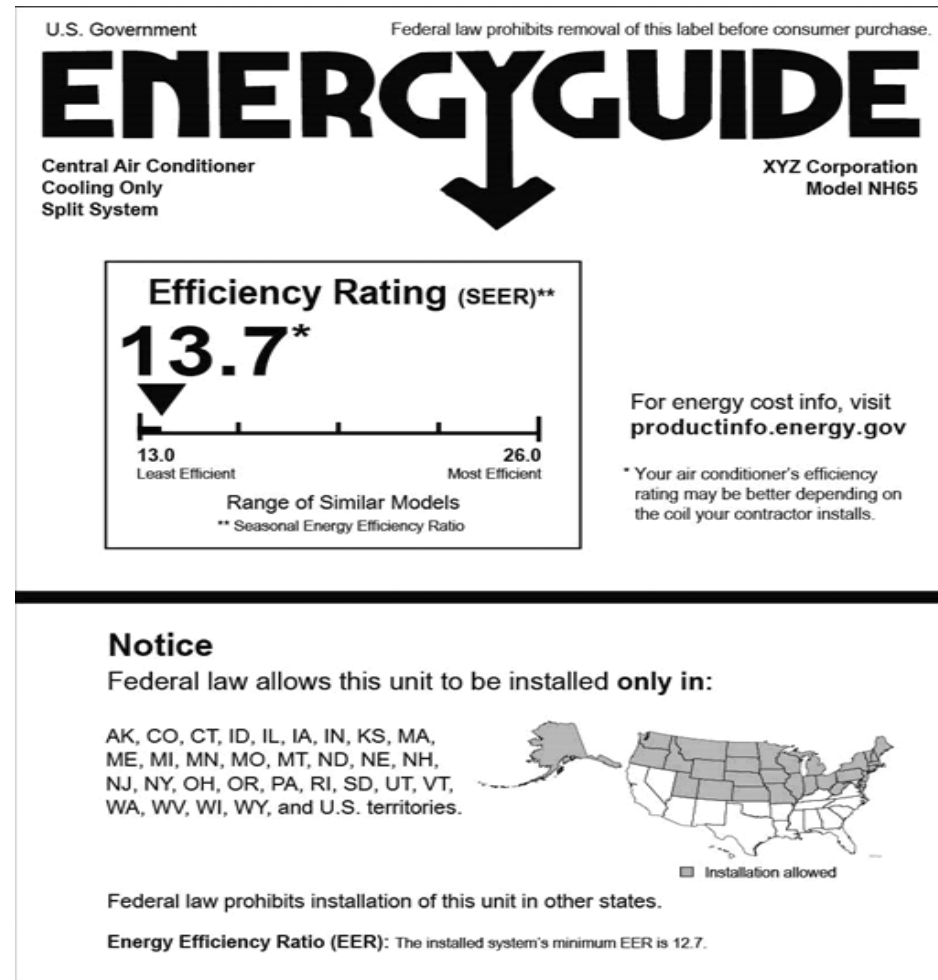 U.S. Government
Federal law prohibits removal of this label before consumer purchase.
ENERGYGUIDE
Central Air Conditioner
Cooling Only
Split System
XYZ Corporation
Model NH65
Efficiency Rating (SEER)**
13.7*
13.0
Least Efficient
26.0
Most Efficient
Range of Similar Models
** Seasonal Energy Efficiency Ratio
For energy cost info, visit
productinfo.energy.gov
* Your air conditioner's efficiency
rating may be better depending on
the coil your contractor installs.
Notice
Federal law allows this unit to be installed only in:
AK, CO, CT, ID, IL, IA, IN, KS, MA,
ME, MI, MN, MO, MT, ND, NE, NH,
NJ, NY, OH, OR, PA, RI, SD, UT, VT,
WA, WV, WI, WY, and U.S. territories.
Installation allowed
Federal law prohibits installation of this unit in other states.
Energy Efficiency Ratio (EER): The installed system's minimum EER is 12.7.